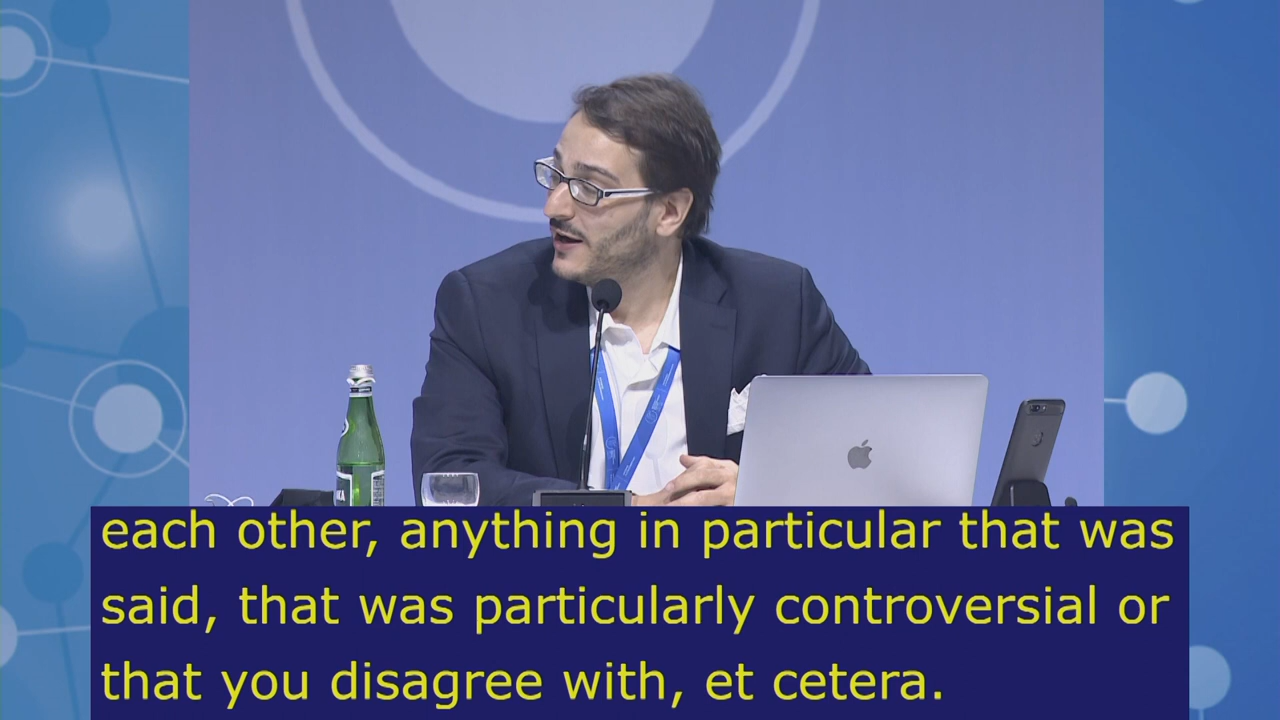 each other, anything in particular that was
said, that was particularly controversial or
that you disagree with, et cetera.